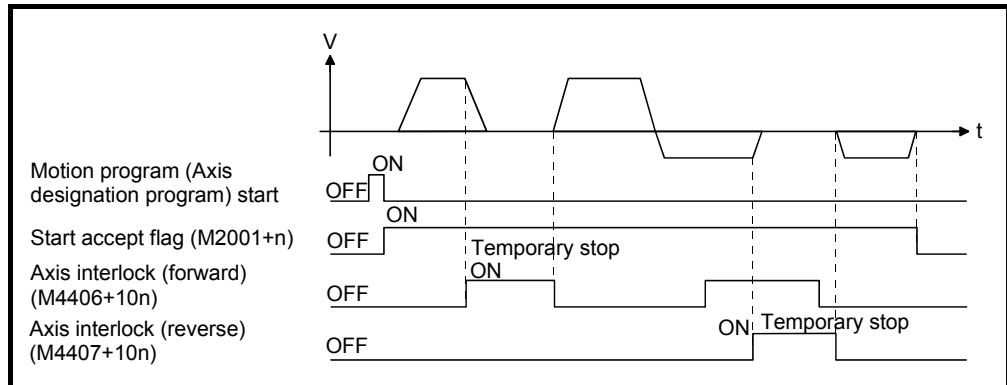 V
t
Motion program (Axis
designation program) start
ON
OFF
ON
Start accept flag (M2001+n)
OFF
Temporary stop
Axis interlock (forward)
(M4406+10n)
ON
OFF
Axis interlock (reverse)
(M4407+10n)
ON
Temporary stop
OFF